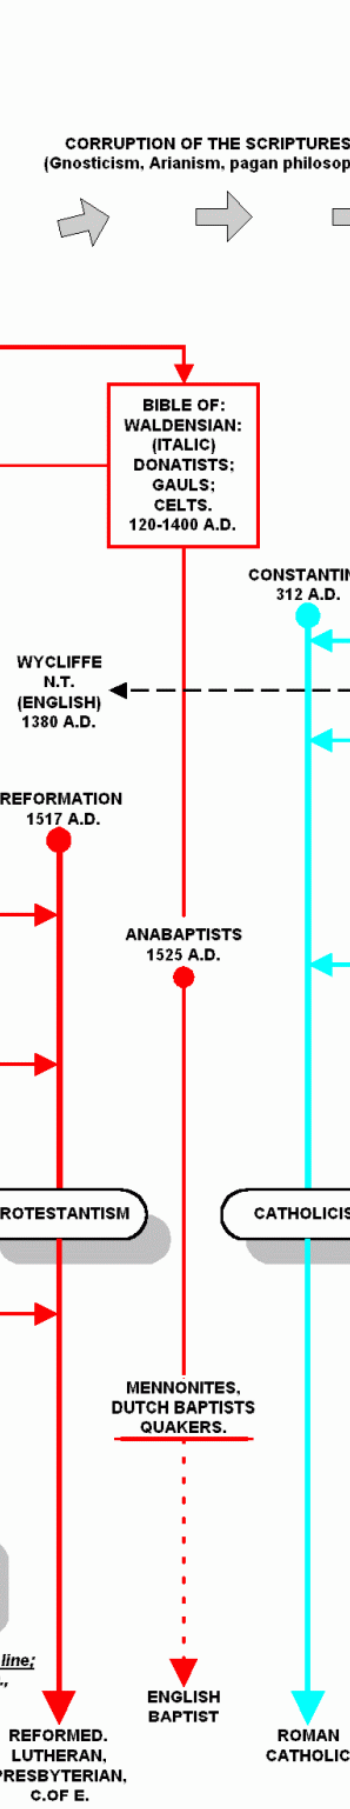 CORRUPTION OF THE SCRIPTURES
(Gnosticism, Arianism, pagan philosop
BIBLE OF:
WALDENSIAN:
(ITALIC)
DONATISTS;
GAULS;
CELTS.
120-1400 A.D.
CONSTANTIN
312 A.D.
WYCLIFFE
N.T.
(ENGLISH)
1380 A.D.
REFORMATION
1517 A.D.
ANABAPTISTS
1525 A.D.
ROTESTANTISM
CATHOLICIS
MENNONITES,
DUTCH BAPTISTS
QUAKERS.
line;
ENGLISH
BAPTIST
REFORMED.
LUTHERAN,
PRESBYTERIAN,
C.OF E.
ROMAN
CATHOLIC